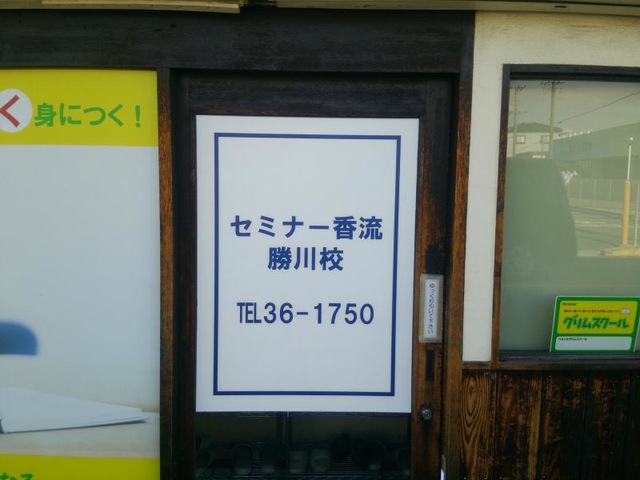 く 身につく!
セミナー香流
勝川校
TEL36-1750
グリムスクール